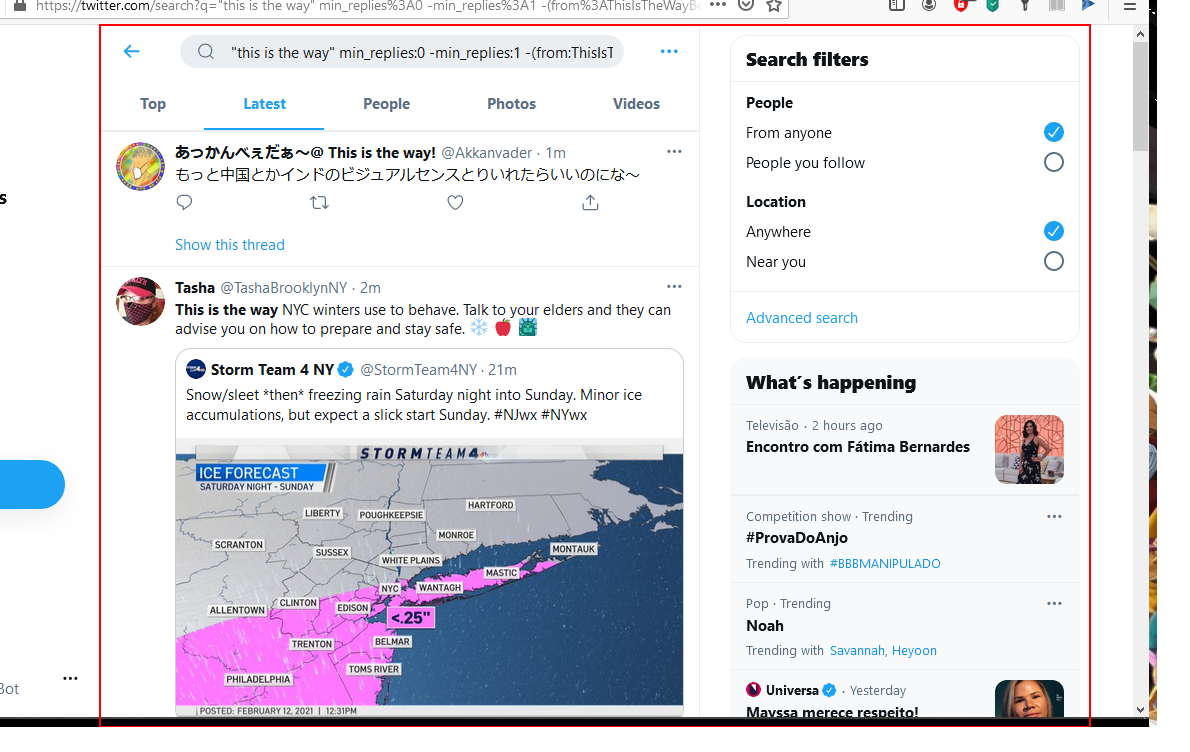 https://twitter.com/search?q="this is the way" min_replies%3A0 -min_replies%3A1 -(from%3AThisIsTheWayBo
"this is the way" min_replies:0 -min_replies:1 -(from:ThisIsT
Top Latest People Photos Videos
あっかんべぇだぁ〜@ This is the way! @Akkanvader · 1m
もっと中国とかインドのビジュアルセンスとりいれたらいいのにな〜
Show this thread
Tasha @TashaBrooklynNY · 2m
This is the way NYC winters use to behave. Talk to your elders and they can
advise you on how to prepare and stay safe. ❄️ 🍎 🗽
Storm Team 4 NY @StormTeam4NY · 21m
Snow/sleet *then* freezing rain Saturday night into Sunday. Minor ice
accumulations, but expect a slick start Sunday. #NJwx #NYwx
STORMTEAM4
ICE FORECAST
SATURDAY NIGHT - SUNDAY
HARTFORD
LIBERTY
POUGHKEEPSIE
MONROE
SCRANTON
SUSSEX
MONTAUK
WHITE PLAINS
MASTIC
NYC
WANTAGH
CLINTON
EDISON
ALLENTOWN
<.25"
TRENTON
BELMAR
TOMS RIVER
PHILADELPHIA
POSTED: FEBRUARY 12, 2021 | 12:31PM
Search filters
People
From anyone
People you follow
Location
Anywhere
Near you
Advanced search
What's happening
Televisão · 2 hours ago
Encontro com Fátima Bernardes
Competition show · Trending
#ProvaDoAnjo
Trending with #BBBMANIPULADO
Pop · Trending
Noah
Trending with Savannah, Heyoon
Universa · Yesterday
Mayssa merece respeito!
s
Bot